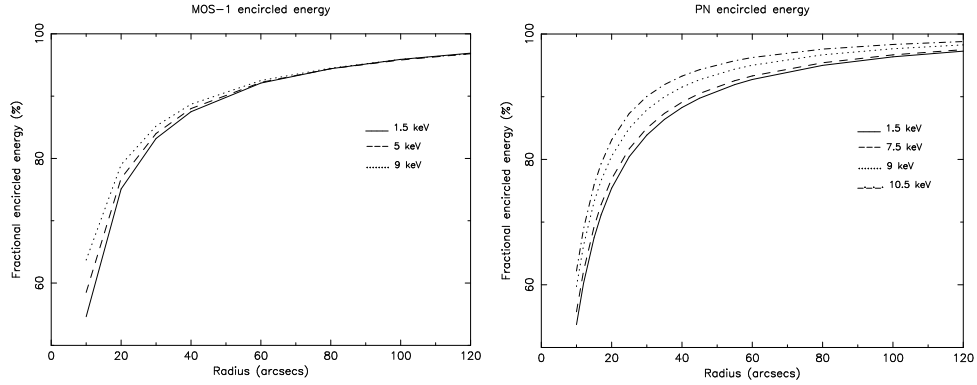 MOS-1 encircled energy
Fractional encircled energy (%)
100
80
60
1.5 keV
5 keV
9 keV
0 20 40 60 80 100 120
Radius (arcsecs)
PN encircled energy
Fractional encircled energy (%)
100
80
60
1.5 keV
7.5 keV
9 keV
10.5 keV
0 20 40 60 80 100 120
Radius (arcsecs)